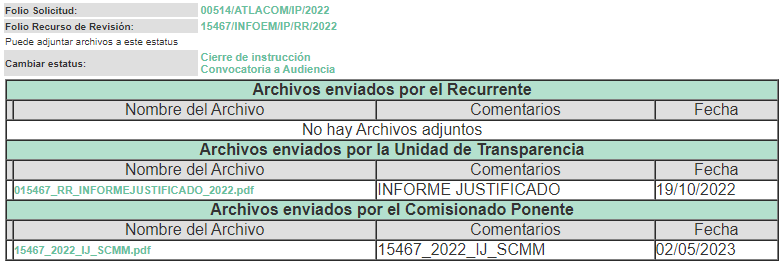 Folio Solicitud: 00514/ATLACOM/IP/2022
Folio Recurso de Revisión: 15467/INFOEM/IP/RR/2022
Puede adjuntar archivos a este estatus
Cambiar estatus: Cierre de instrucción
Convocatoria a Audiencia
Archivos enviados por el Recurrente
Nombre del Archivo Comentarios Fecha
No hay Archivos adjuntos
Archivos enviados por la Unidad de Transparencia
Nombre del Archivo Comentarios Fecha
015467_RR_INFORMEJUSTIFICADO_2022.pdf INFORME JUSTIFICADO 19/10/2022
Archivos enviados por el Comisionado Ponente
Nombre del Archivo Comentarios Fecha
15467_2022_IJ_SCMM.pdf 15467_2022_IJ_SCMM 02/05/2023